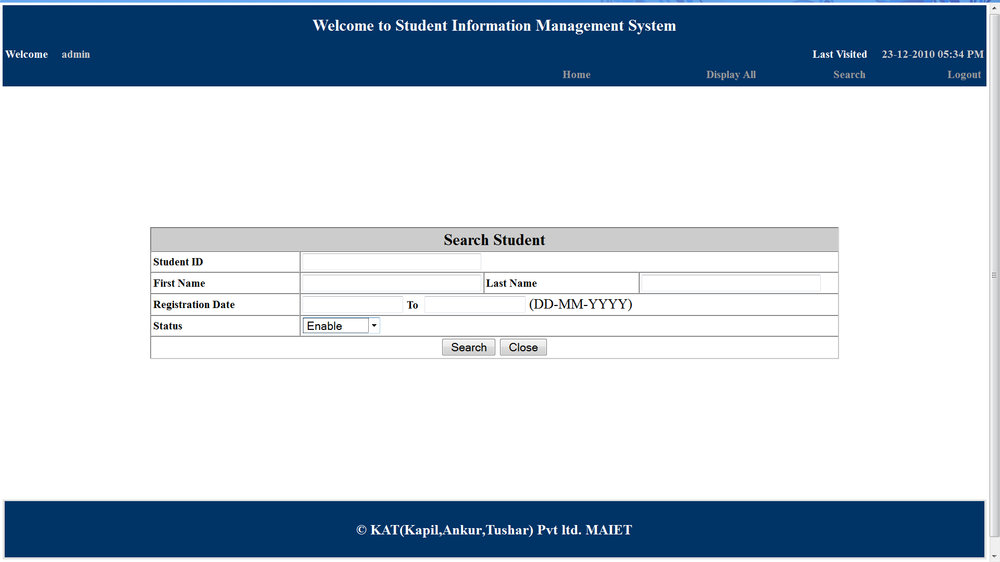 Welcome to Student Information Management System
Welcome admin Last Visited 23-12-2010 05:34 PM
Home Display All Search Logout
Search Student
Student ID
First Name Last Name
Registration Date To (DD-MM-YYYY)
Status Enable
Search Close
© KAT(Kapil,Ankur,Tushar) Pvt ltd. MAIET